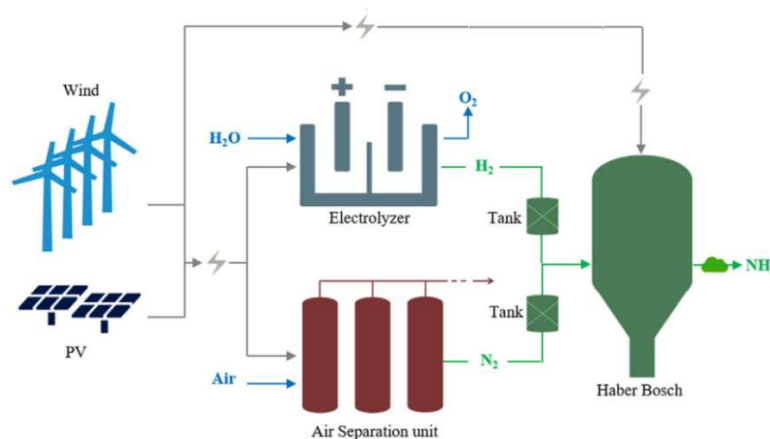 Wind
PV
H₂O
O₂
H₂
Electrolyzer
Tank
Tank
Air
N₂
Air Separation unit
Haber Bosch
NH